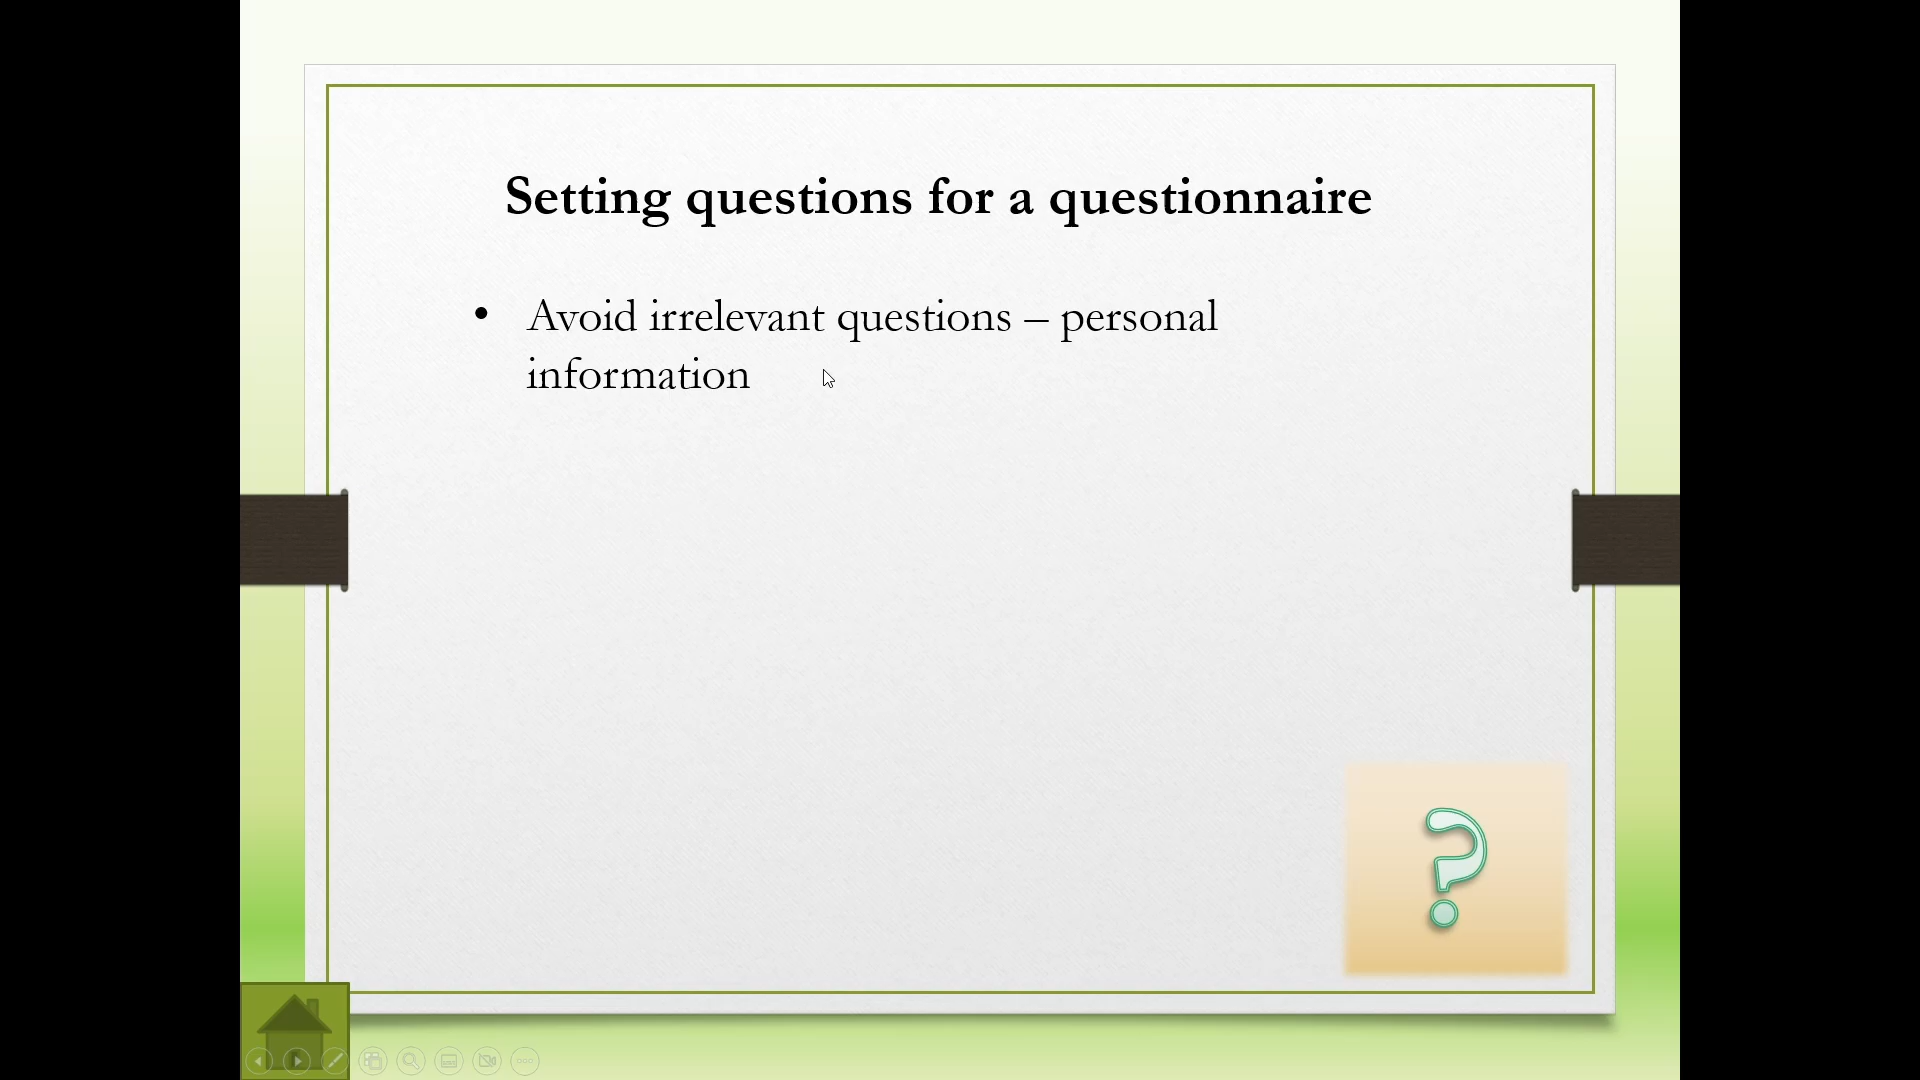 Setting questions for a questionnaire
• Avoid irrelevant questions – personal
information
?